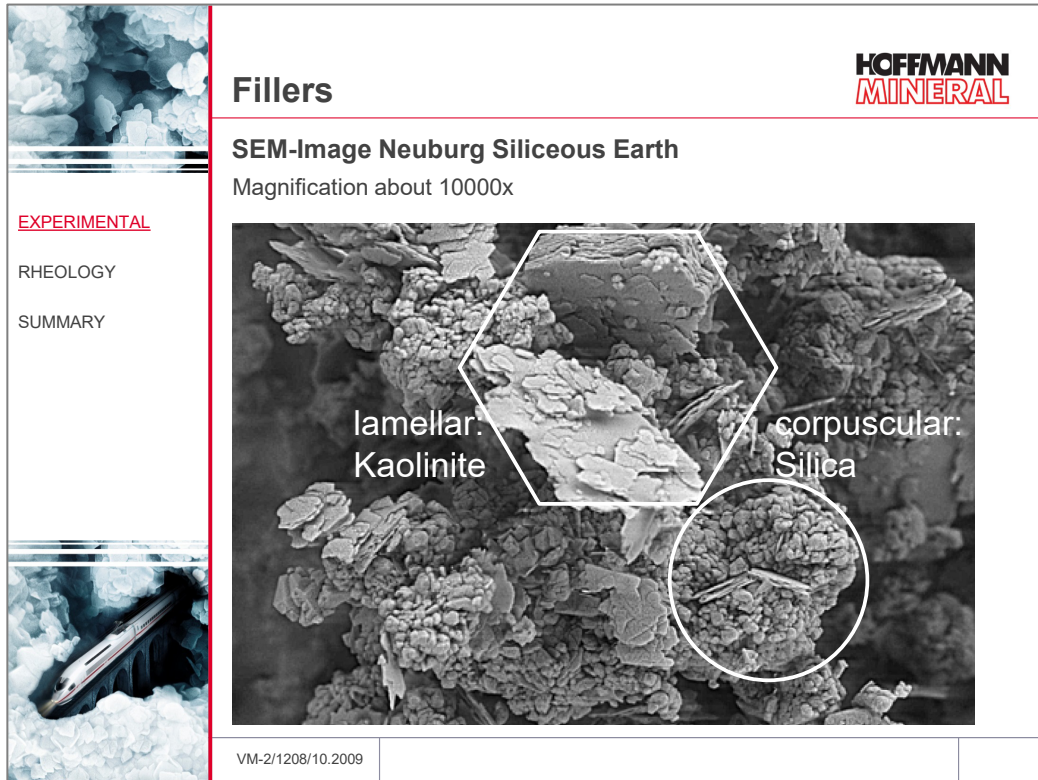 Fillers
HOFFMANN
MINERAL
SEM-Image Neuburg Siliceous Earth
Magnification about 10000x
EXPERIMENTAL
RHEOLOGY
SUMMARY
lamellar:
Kaolinite
corpuscular:
Silica
VM-2/1208/10.2009